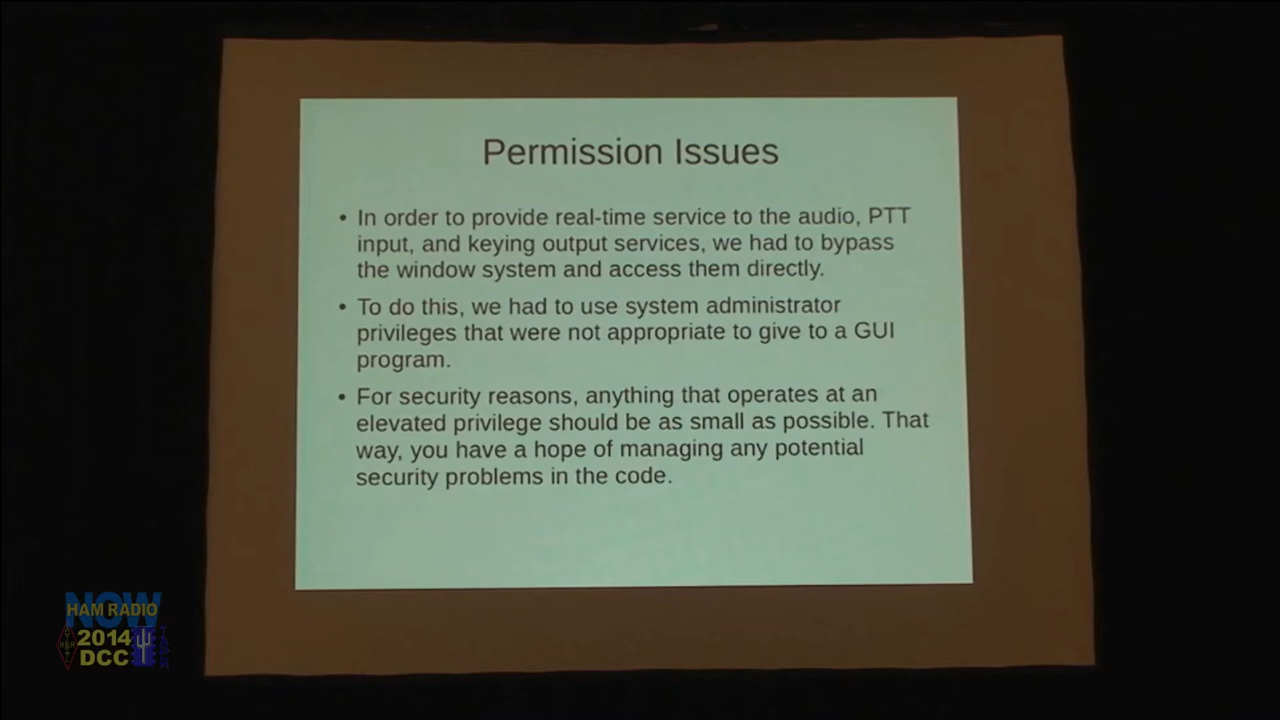 Permission Issues
• In order to provide real-time service to the audio, PTT
input, and keying output services, we had to bypass
the window system and access them directly.
• To do this, we had to use system administrator
privileges that were not appropriate to give to a GUI
program.
• For security reasons, anything that operates at an
elevated privilege should be as small as possible. That
way, you have a hope of managing any potential
security problems in the code.
NOW
HAM RADIO
2014
DCC